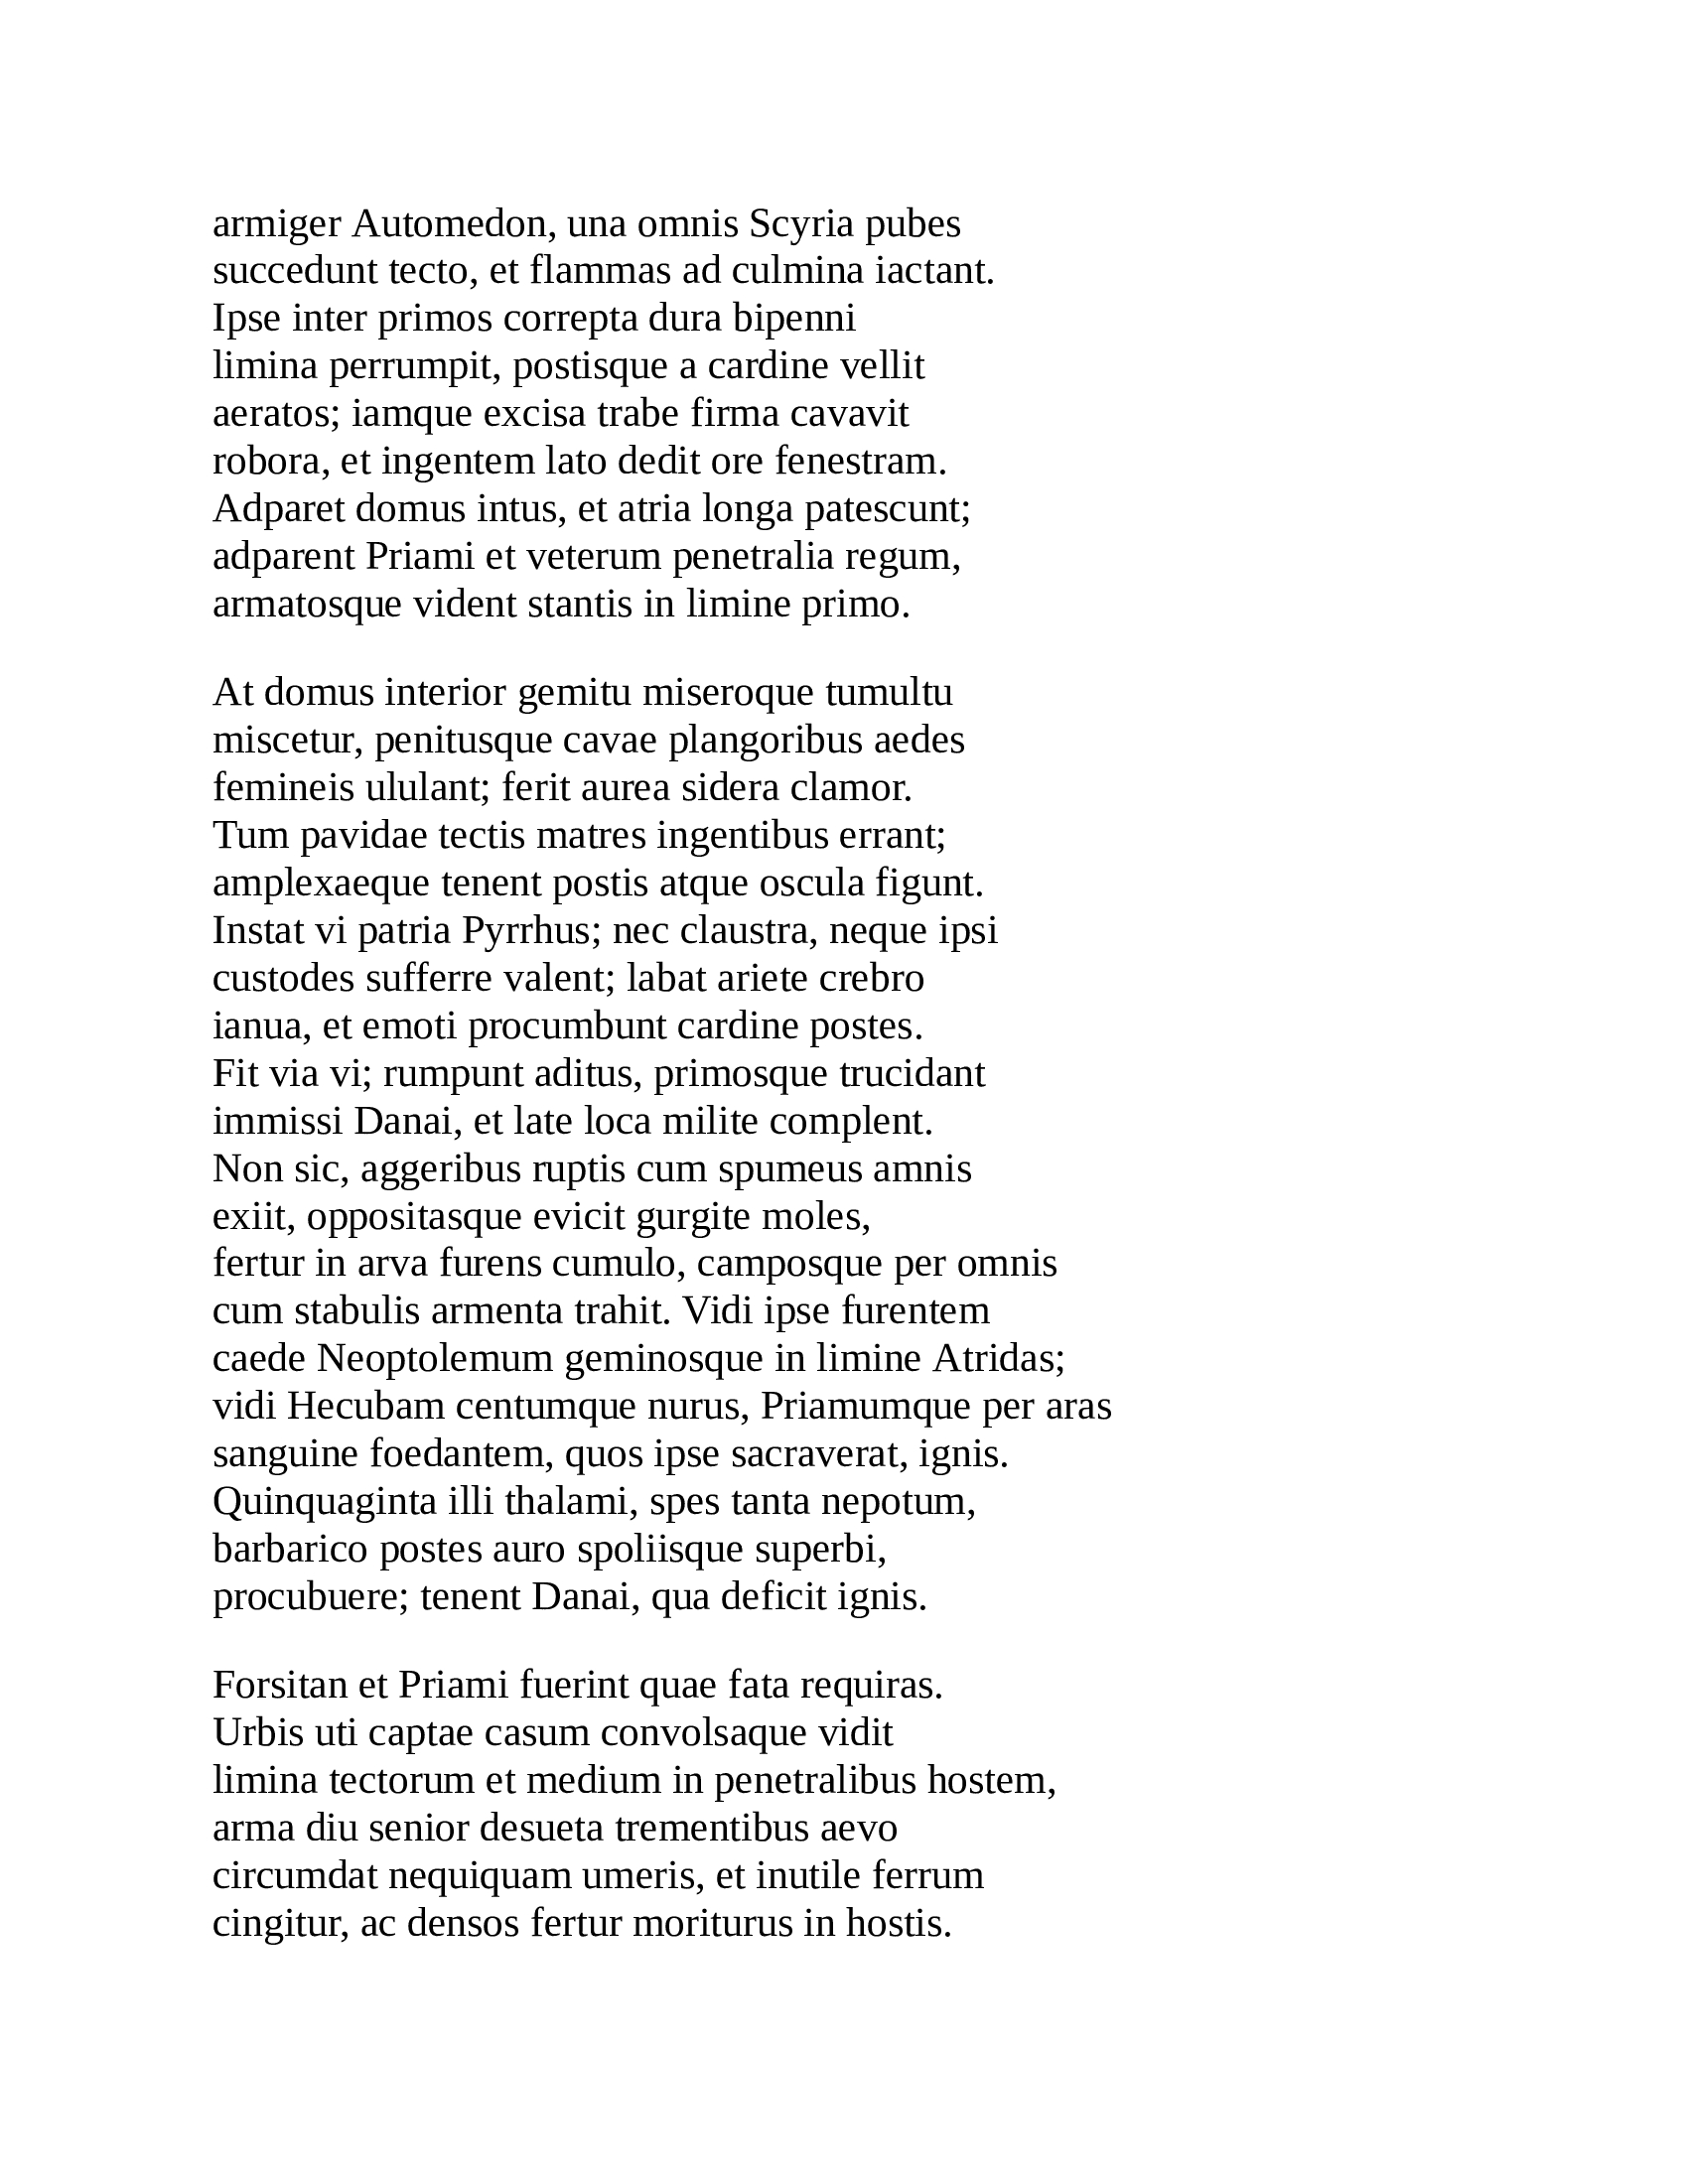 armiger Automedon, una omnis Scyria pubes
succedunt tecto, et flammas ad culmina iactant.
Ipse inter primos correpta dura bipenni
limina perrumpit, postisque a cardine vellit
aeratos; iamque excisa trabe firma cavavit
robora, et ingentem lato dedit ore fenestram.
Adparet domus intus, et atria longa patescunt;
adparent Priami et veterum penetralia regum,
armatosque vident stantis in limine primo.

At domus interior gemitu miseroque tumultu
miscetur, penitusque cavae plangoribus aedes
femineis ululant; ferit aurea sidera clamor.
Tum pavidae tectis matres ingentibus errant;
amplexaeque tenent postis atque oscula figunt.
Instat vi patria Pyrrhus; nec claustra, neque ipsi
custodes sufferre valent; labat ariete crebro
ianua, et emoti procumbunt cardine postes.
Fit via vi; rumpunt aditus, primosque trucidant
immissi Danai, et late loca milite complent.
Non sic, aggeribus ruptis cum spumeus amnis
exiit, oppositasque evicit gurgite moles,
fertur in arva furens cumulo, camposque per omnis
cum stabulis armenta trahit. Vidi ipse furentem
caede Neoptolemum geminosque in limine Atridas;
vidi Hecubam centumque nurus, Priamumque per aras
sanguine foedantem, quos ipse sacraverat, ignis.
Quinquaginta illi thalami, spes tanta nepotum,
barbarico postes auro spoliisque superbi,
procubuere; tenent Danai, qua deficit ignis.

Forsitan et Priami fuerint quae fata requiras.
Urbis uti captae casum convolsaque vidit
limina tectorum et medium in penetralibus hostem,
arma diu senior desueta trementibus aevo
circumdat nequiquam umeris, et inutile ferrum
cingitur, ac densos fertur moriturus in hostis.